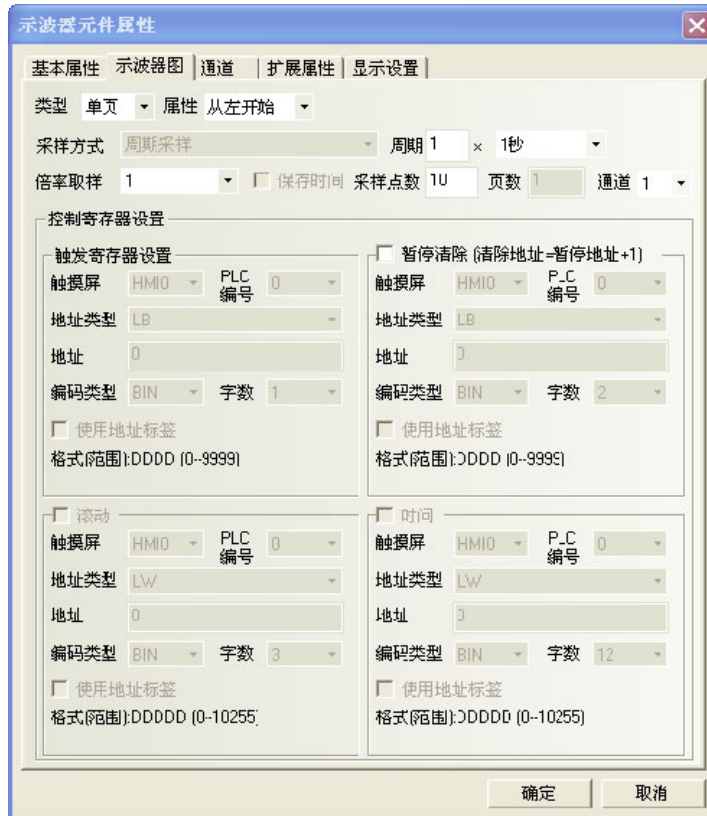 示波器元件属性
基本属性 示波器图 通道 扩展属性 显示设置
类型 单页 属性 从左开始
采样方式 周期采样 周期 1 × 1秒
倍率取样 1 保存时间 采样点数 10 页数 1 通道 1
控制寄存器设置
触发寄存器设置
触摸屏 HMI0 PLC编号 0
地址类型 LB
地址 0
编码类型 BIN 字数 1
使用地址标签
格式(范围):DDDD (0--9999)
暂停清除 (清除地址=暂停地址+1)
触摸屏 HMI0 PLC编号 0
地址类型 LB
地址 0
编码类型 BIN 字数 2
使用地址标签
格式(范围):DDDD (0--9999)
滚动
触摸屏 HMI0 PLC编号 0
地址类型 LW
地址 0
编码类型 BIN 字数 3
使用地址标签
格式(范围):DDDDD (0--10255)
时间
触摸屏 HMI0 PLC编号 0
地址类型 LW
地址 0
编码类型 BIN 字数 12
使用地址标签
格式(范围):DDDDD (0--10255)
确定 取消